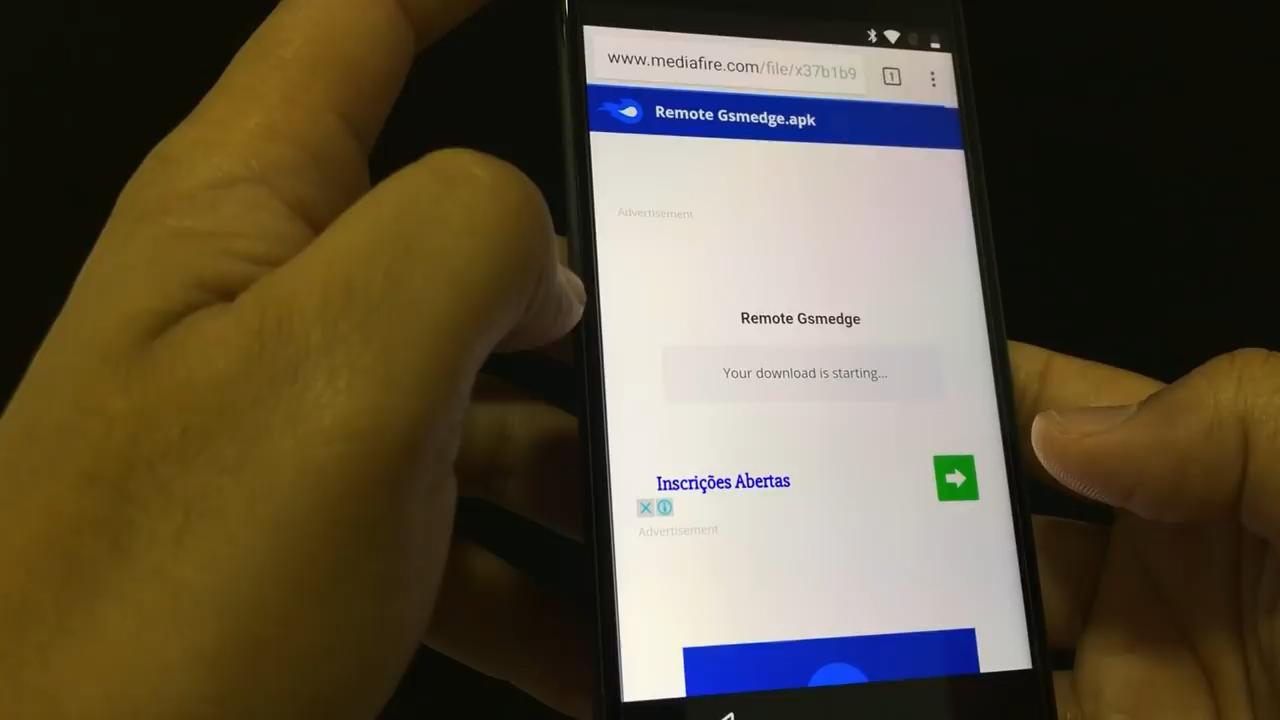 www.mediafire.com/file/x37b1b9
1
Remote Gsmedge.apk
Advertisement
Remote Gsmedge
Your download is starting...
Inscrições Abertas
Advertisement